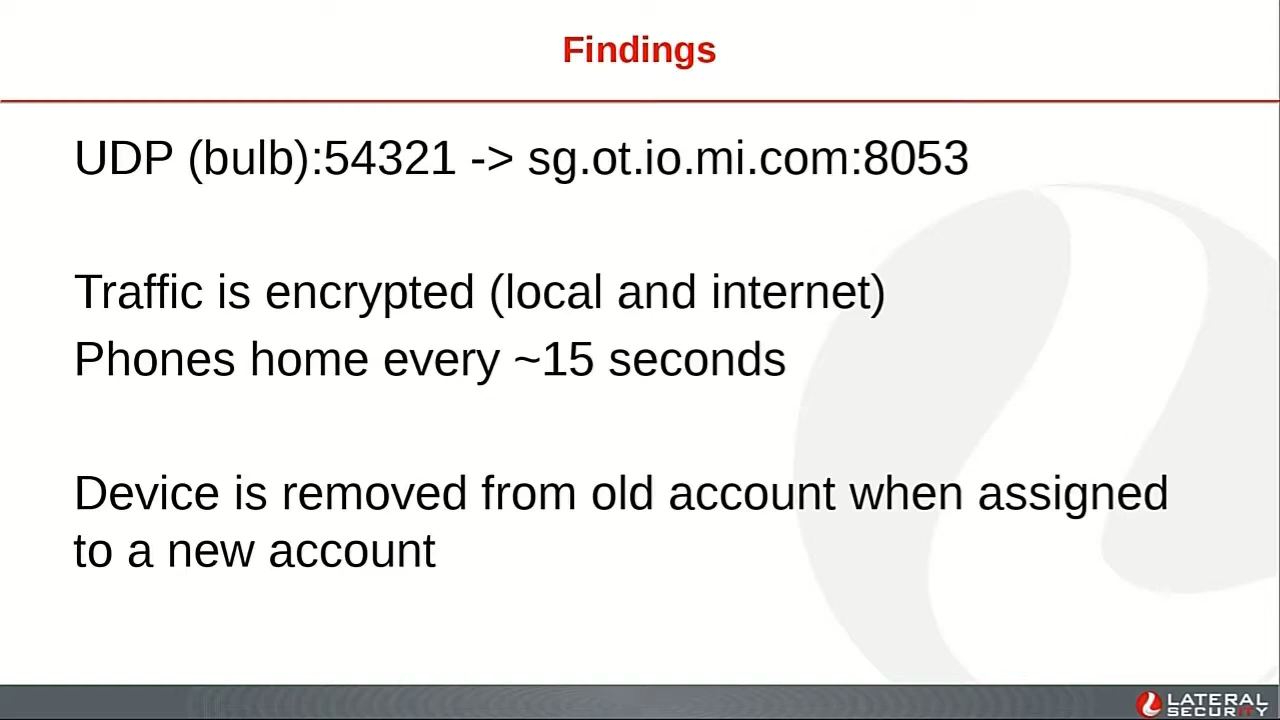 Findings
UDP (bulb):54321 -> sg.ot.io.mi.com:8053
Traffic is encrypted (local and internet)
Phones home every ~15 seconds
Device is removed from old account when assigned
to a new account
LATERAL
SECURITY